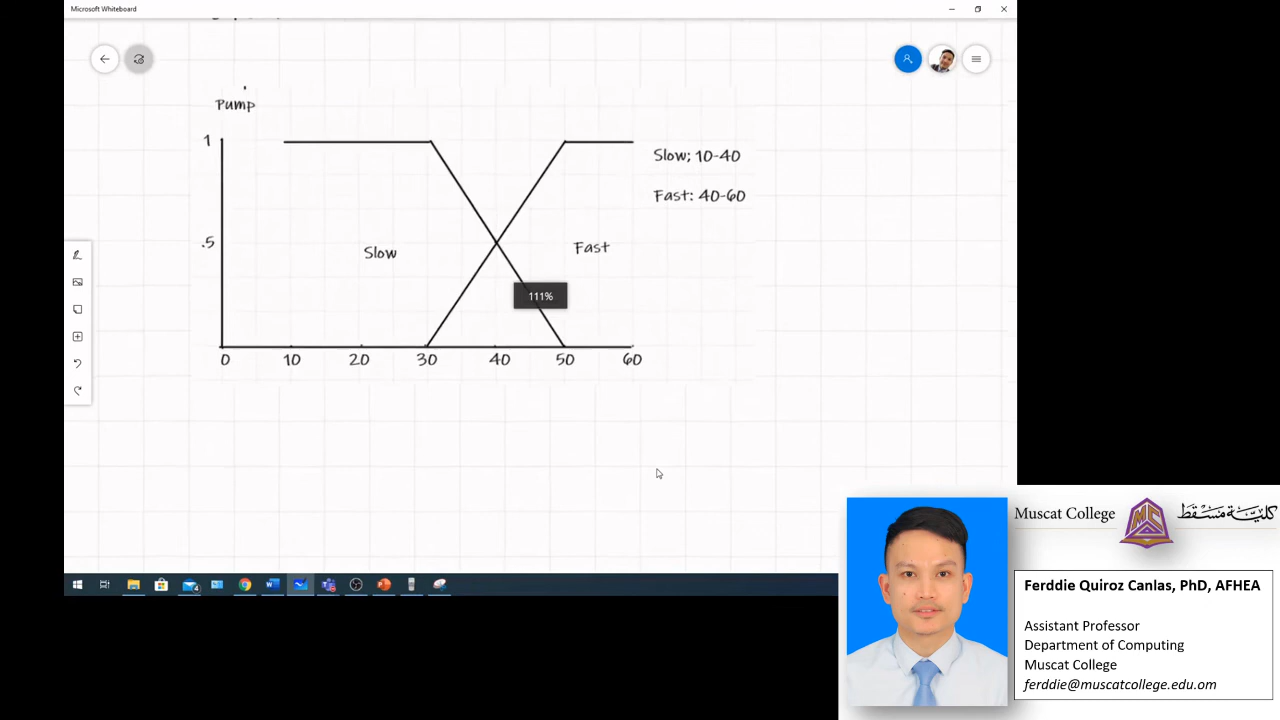 Microsoft Whiteboard
Pump
1
Slow; 10-40
Fast: 40-60
.5
Slow
Fast
111%
0 10 20 30 40 50 60
Muscat College
كلية مسقط
Ferddie Quiroz Canlas, PhD, AFHEA
Assistant Professor
Department of Computing
Muscat College
ferddie@muscatcollege.edu.om